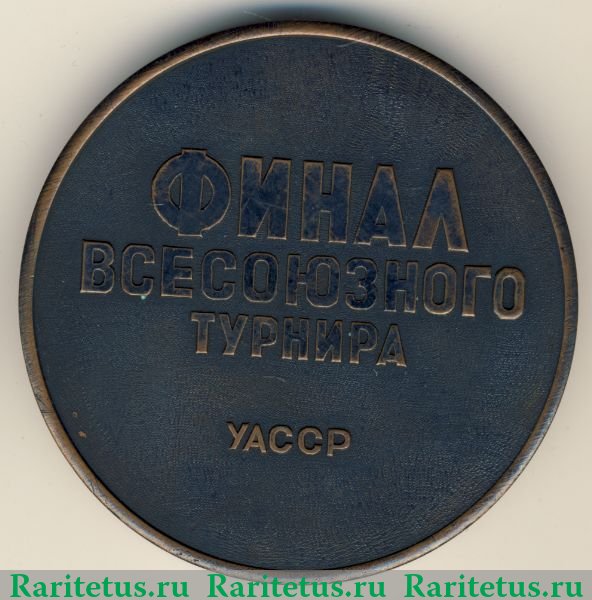 ФИНАЛ
ВСЕСОЮЗНОГО
ТУРНИРА
УАССР
Raritetus.ru Raritetus.ru Raritetus.ru